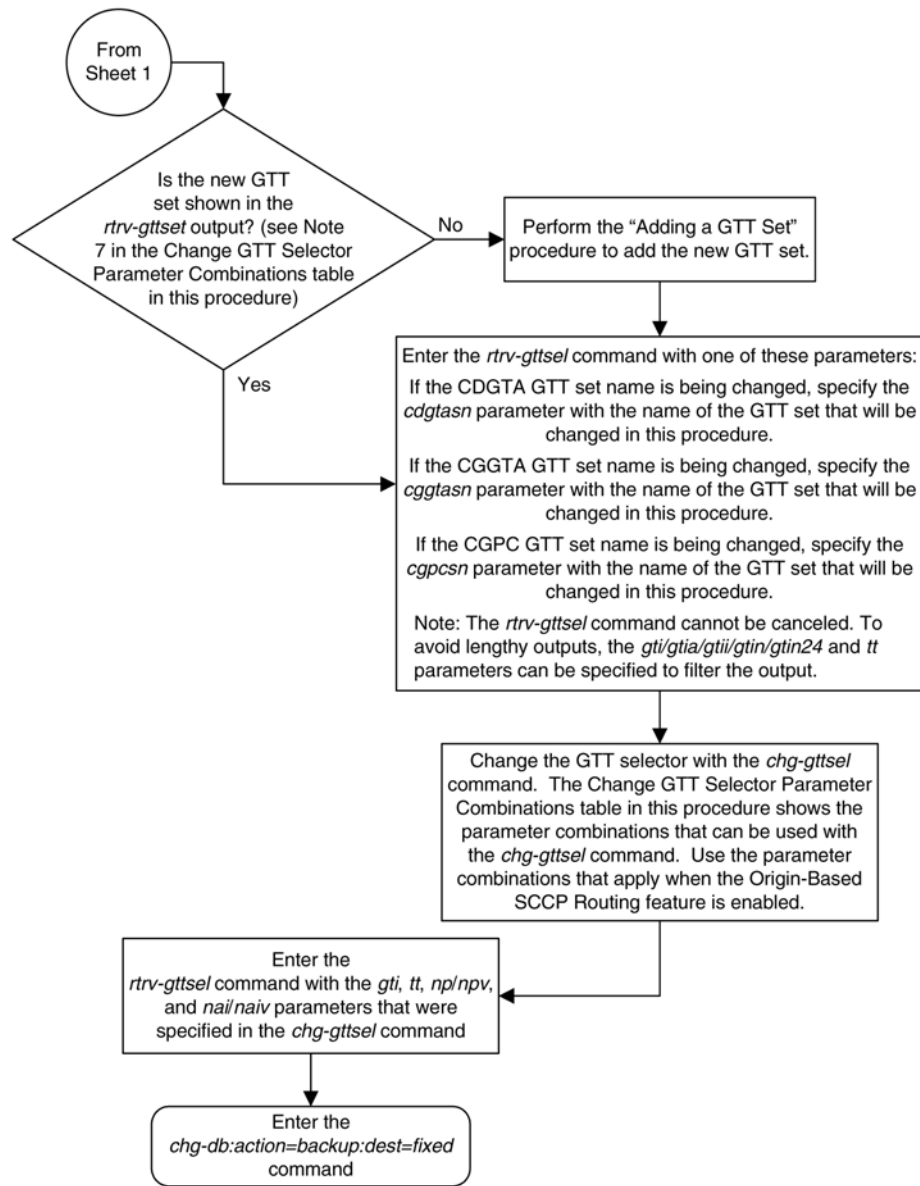 From
Sheet 1
Is the new GTT
set shown in the
rtrv-gttset output? (see Note
7 in the Change GTT Selector
Parameter Combinations table
in this procedure)
No
Yes
Perform the “Adding a GTT Set”
procedure to add the new GTT set.
Enter the rtrv-gttsel command with one of these parameters:
If the CDGTA GTT set name is being changed, specify the
cdgtasn parameter with the name of the GTT set that will be
changed in this procedure.
If the CGGTA GTT set name is being changed, specify the
cggtasn parameter with the name of the GTT set that will be
changed in this procedure.
If the CGPC GTT set name is being changed, specify the
cgpcsn parameter with the name of the GTT set that will be
changed in this procedure.
Note: The rtrv-gttsel command cannot be canceled. To
avoid lengthy outputs, the gti/gtia/gtii/gtin/gtin24 and tt
parameters can be specified to filter the output.
Change the GTT selector with the chg-gttsel
command. The Change GTT Selector Parameter
Combinations table in this procedure shows the
parameter combinations that can be used with
the chg-gttsel command. Use the parameter
combinations that apply when the Origin-Based
SCCP Routing feature is enabled.
Enter the
rtrv-gttsel command with the gti, tt, np/npv,
and nai/naiv parameters that were
specified in the chg-gttsel command
Enter the
chg-db:action=backup:dest=fixed
command